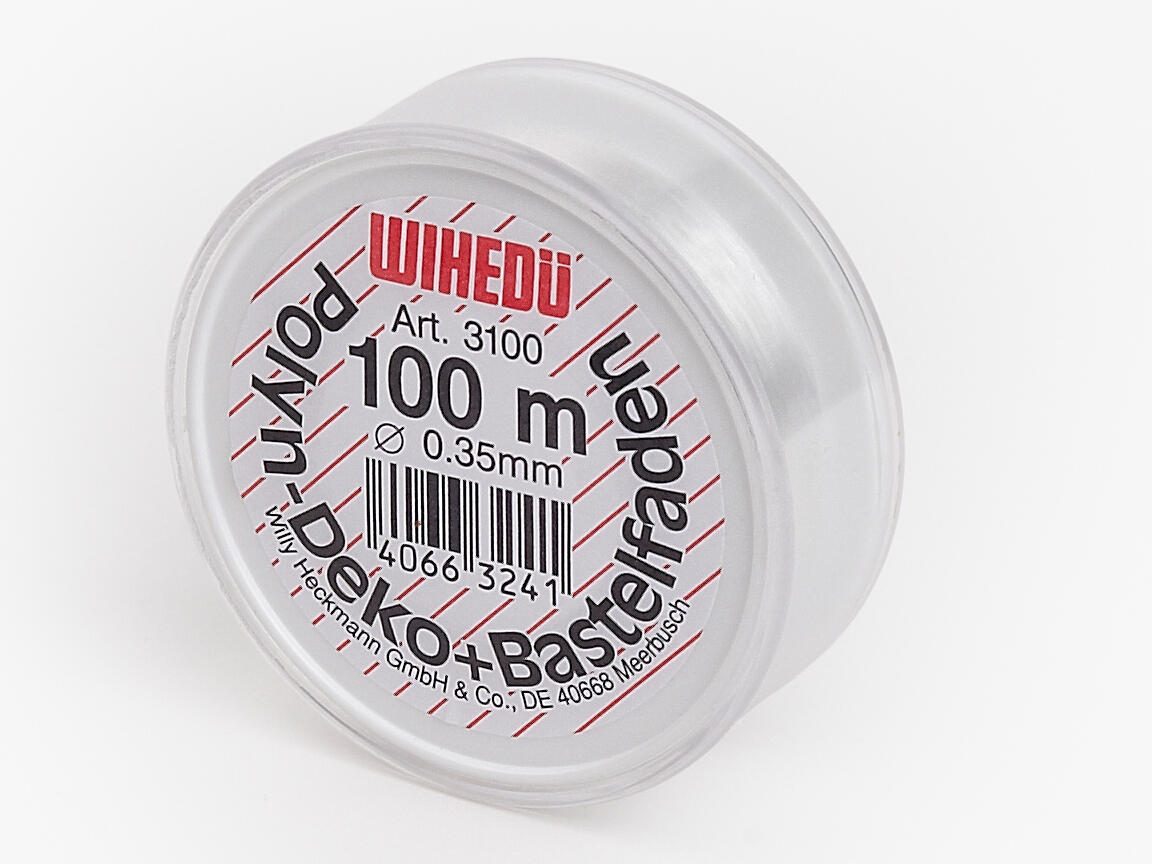 WIHEDÜ
Art. 3100
100 m
Ø 0.35mm
4066 3241
Polyn-Deko+Bastelfaden
Willy Heckmann GmbH & Co., DE 40668 Meerbusch